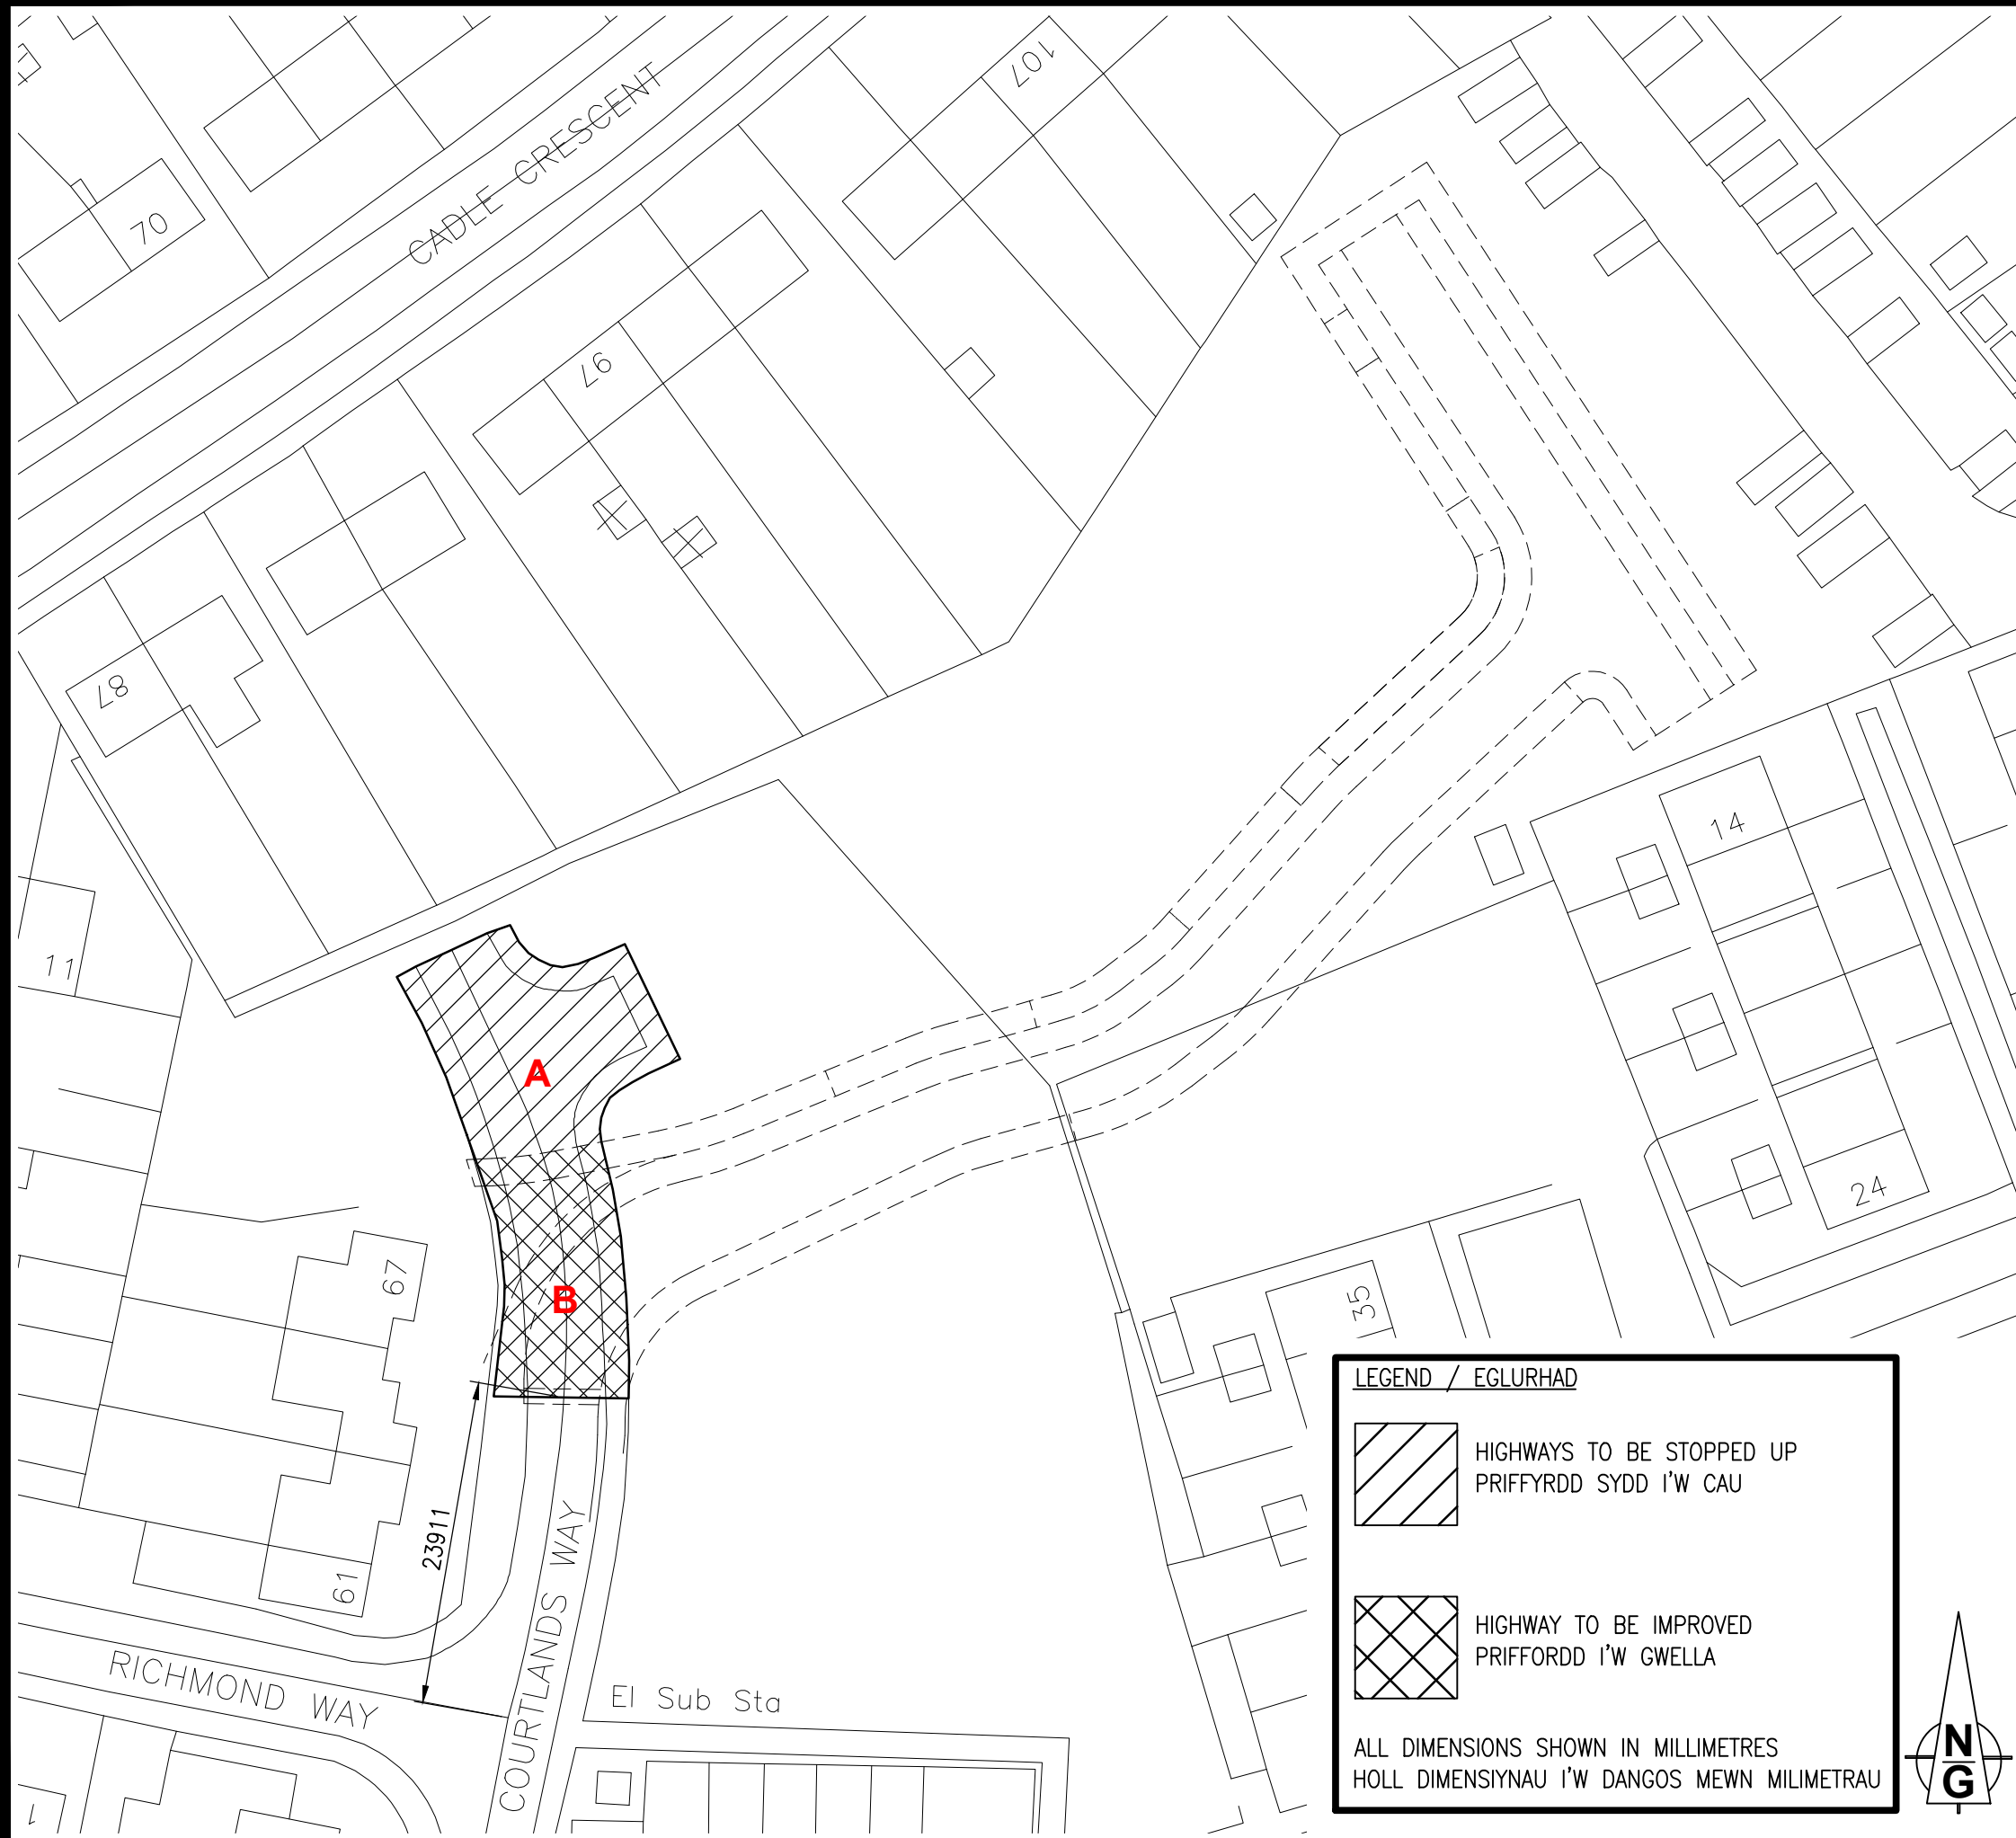 107
CADLE CRESCENT
70
97
87
14
11
A
24
67
B
35
LEGEND / EGLURHAD
HIGHWAYS TO BE STOPPED UP
PRIFFYRDD SYDD I'W CAU
23911
61
COURTLANDS WAY
HIGHWAY TO BE IMPROVED
PRIFFORDD I'W GWELLA
RICHMOND WAY
El Sub Sta
ALL DIMENSIONS SHOWN IN MILLIMETRES
HOLL DIMENSIYNAU I'W DANGOS MEWN MILIMETRAU
N
G